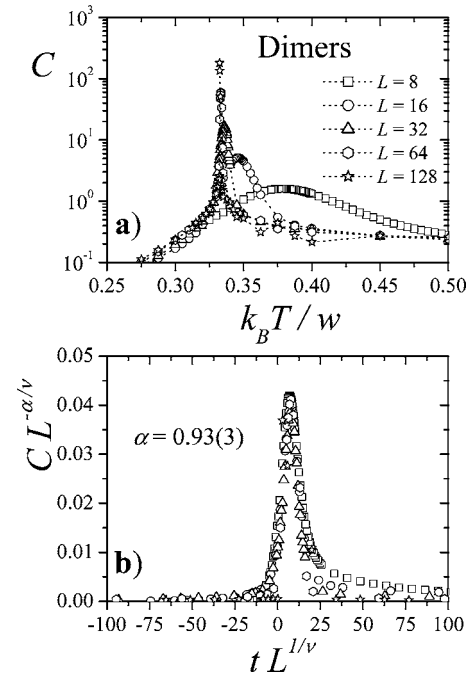 Dimers
C
10^3
10^2
10^1
10^0
10^-1
L = 8
L = 16
L = 32
L = 64
L = 128
a)
0.25 0.30 0.35 0.40 0.45 0.50
k_B T / w
C L^{-α/ν}
0.05
0.04
0.03
0.02
0.01
0.00
α = 0.93(3)
b)
-100 -75 -50 -25 0 25 50 75 100
t L^{1/ν}